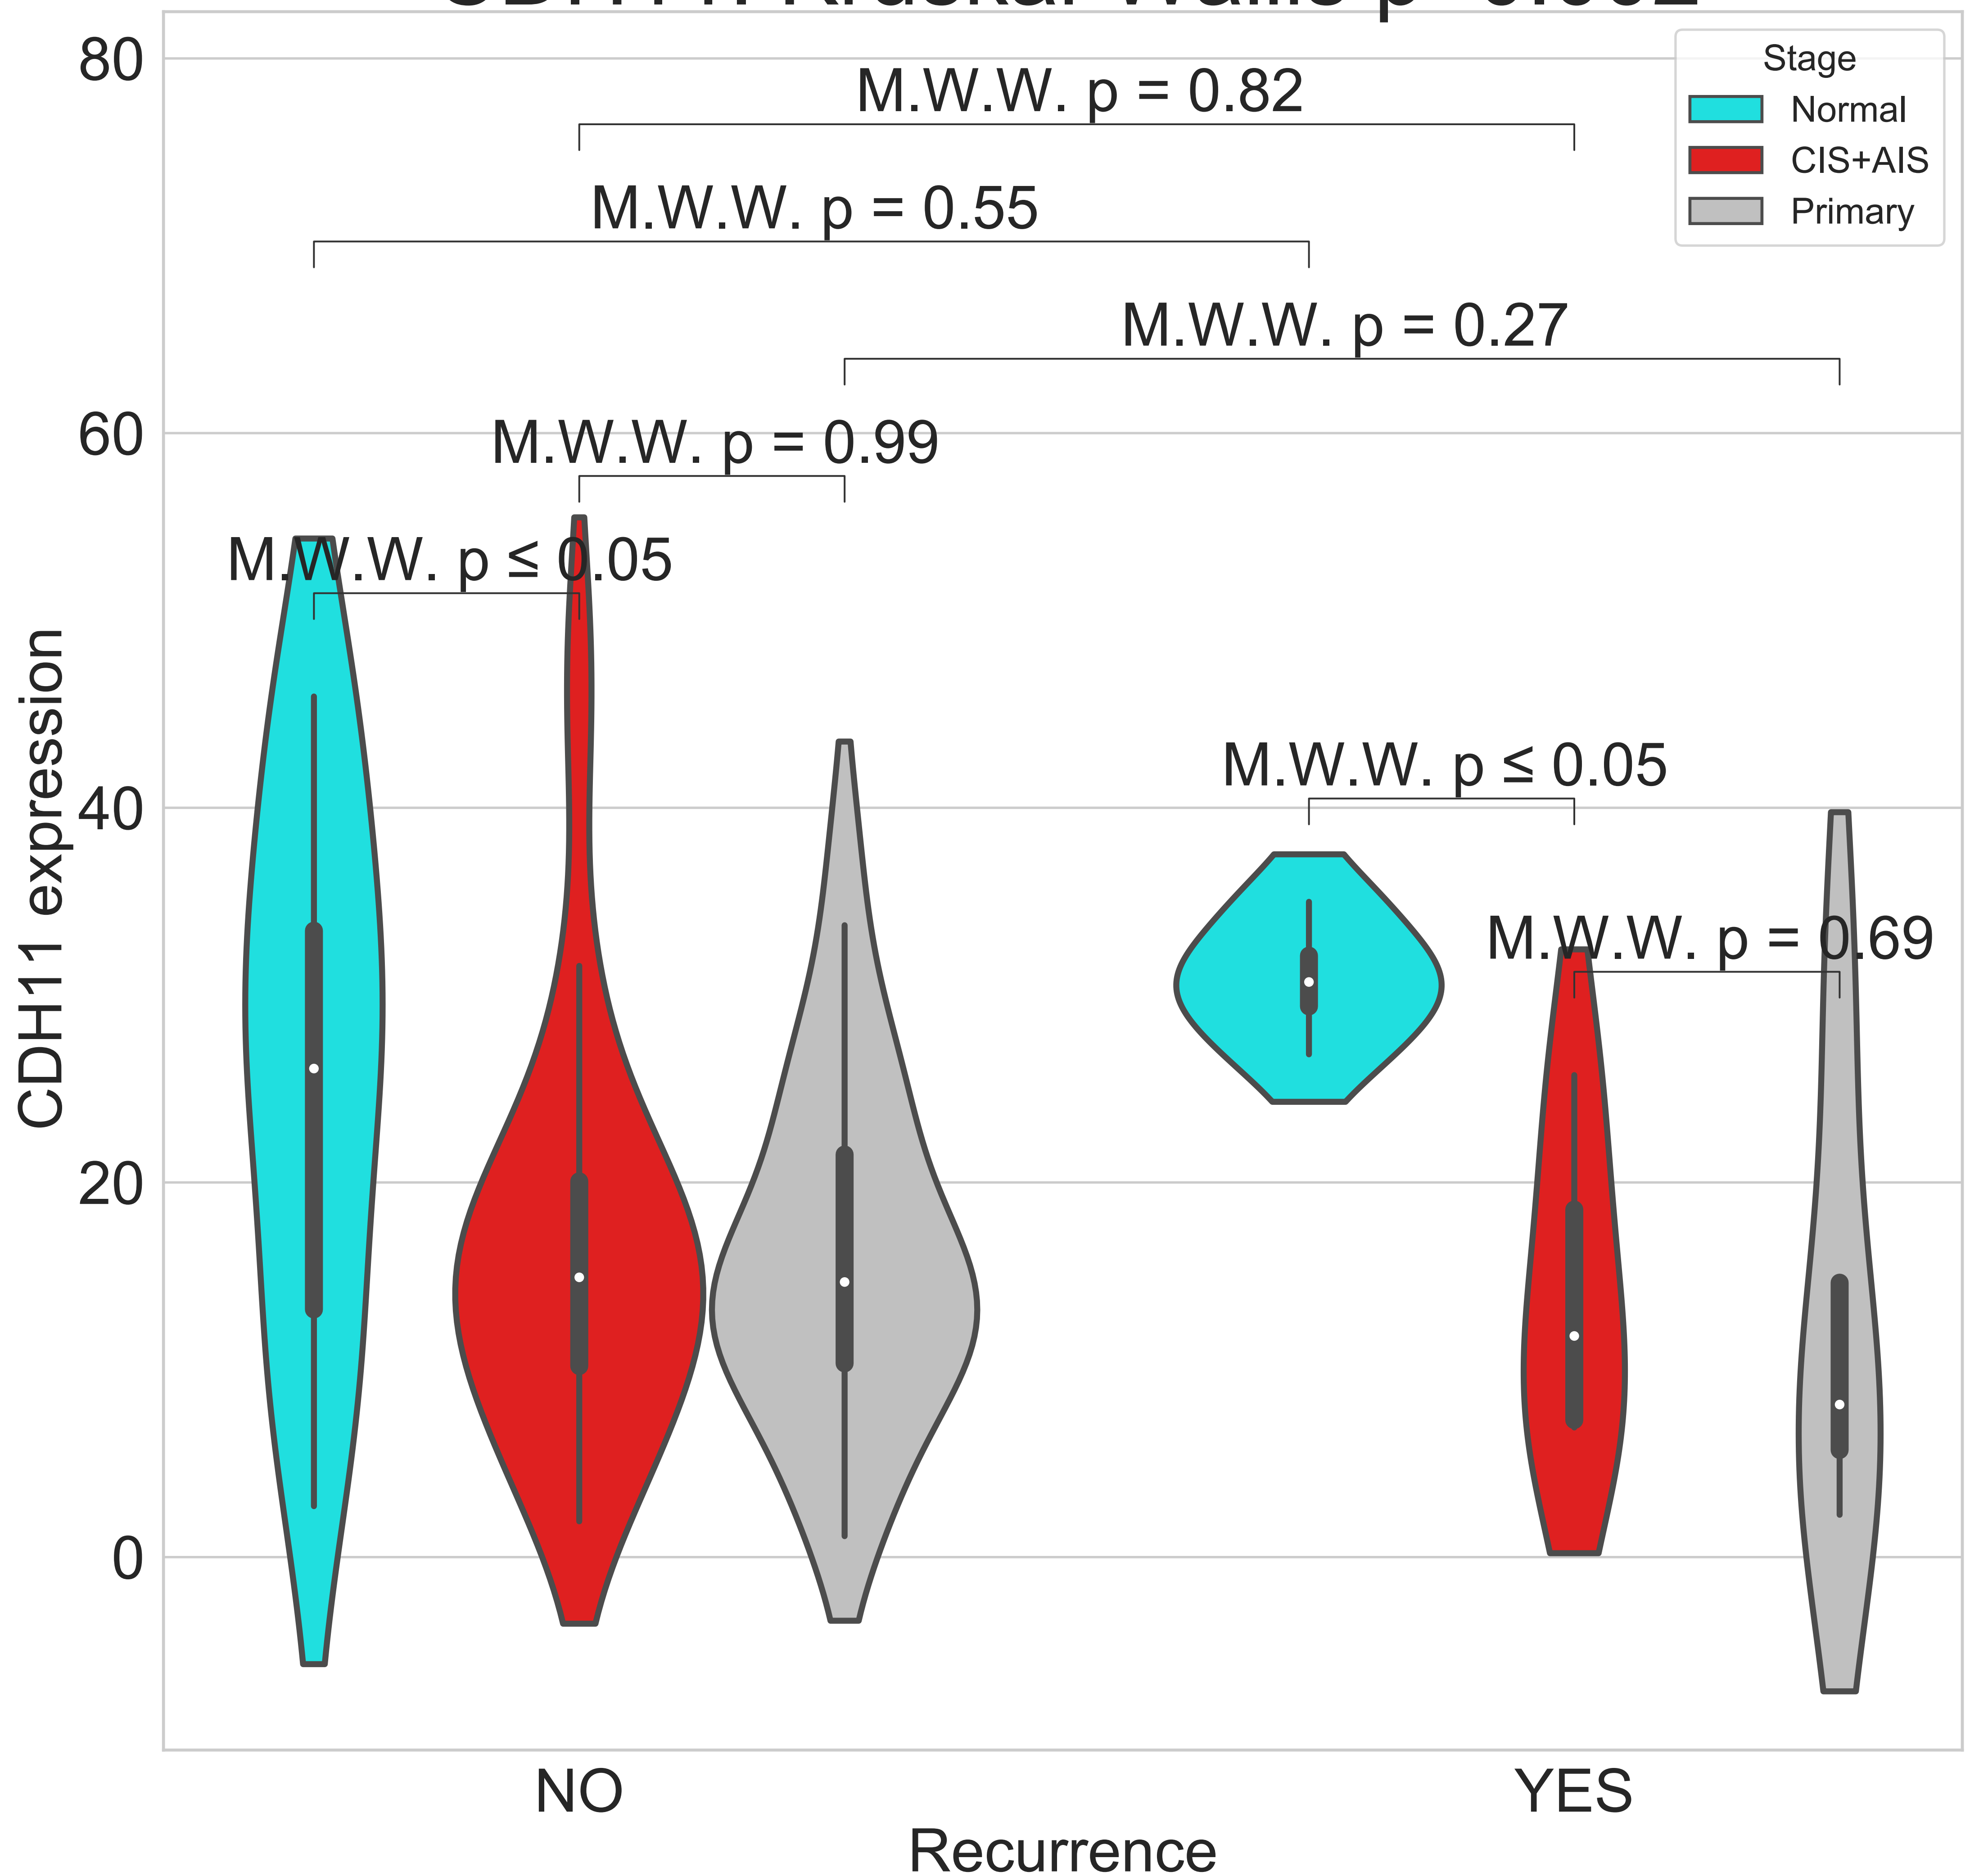 80
M.W.W. p = 0.82
Stage
Normal
CIS+AIS
Primary
M.W.W. p = 0.55
M.W.W. p = 0.27
60
M.W.W. p = 0.99
M.W.W. p ≤ 0.05
CDH11 expression
40
M.W.W. p ≤ 0.05
M.W.W. p = 0.69
20
0
NO
YES
Recurrence